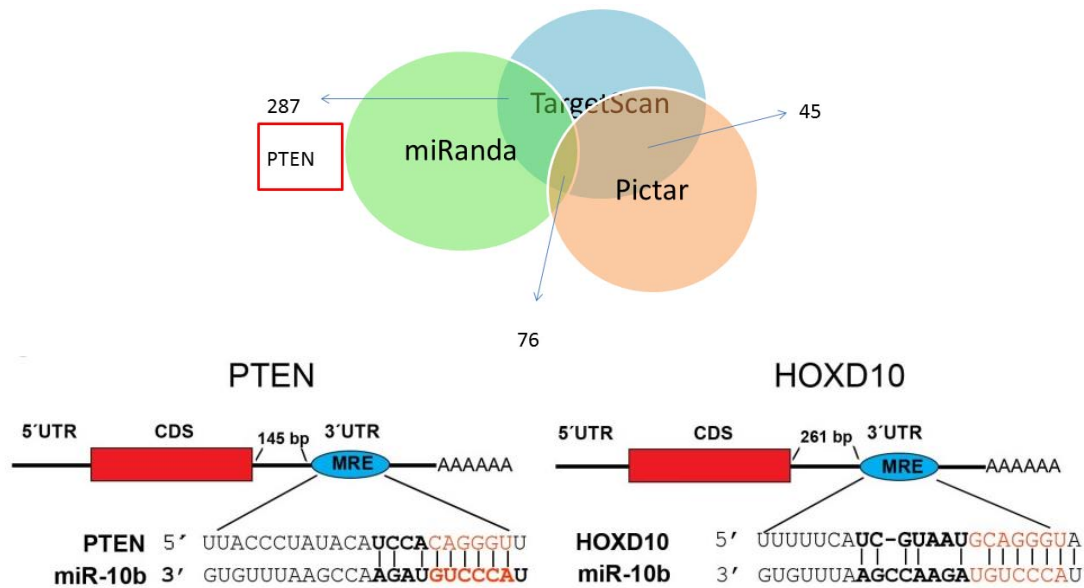 287
TargetScan
45
PTEN
miRanda
Pictar
76
PTEN
5´UTR CDS 145 bp 3´UTR
MRE AAAAAA
PTEN 5′ UUACCCUAUACAUCCACAGGGUU
miR-10b 3′ GUGUUUAAGCCAAGAUGUCCCAU
HOXD10
5´UTR CDS 261 bp 3´UTR
MRE AAAAAA
HOXD10 5′ UUUUUCAUC-GUAAUGCAGGGUA
miR-10b 3′ GUGUUUAAGCCAAGAUGUCCCAU